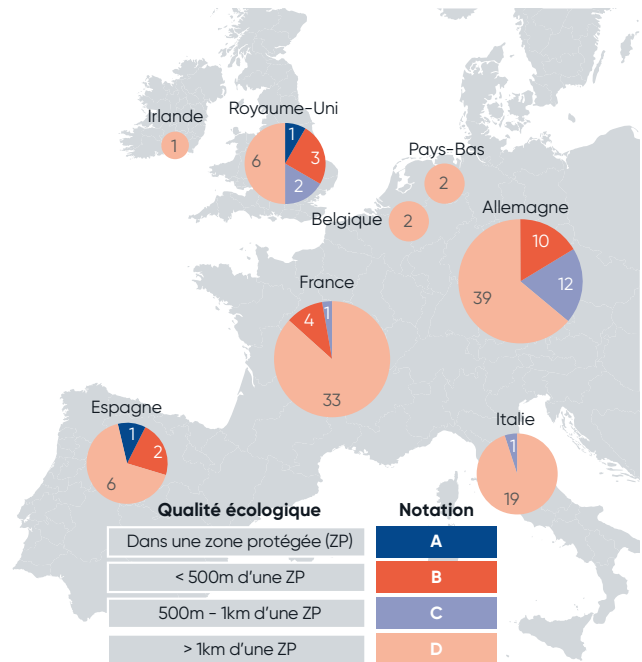 Irlande
1
Royaume-Uni
1
3
2
6
Pays-Bas
2
Belgique
2
Allemagne
10
12
39
France
4
1
33
Espagne
1
2
6
Italie
1
19
Qualité écologique Notation
Dans une zone protégée (ZP) A
< 500m d’une ZP B
500m - 1km d’une ZP C
> 1km d’une ZP D